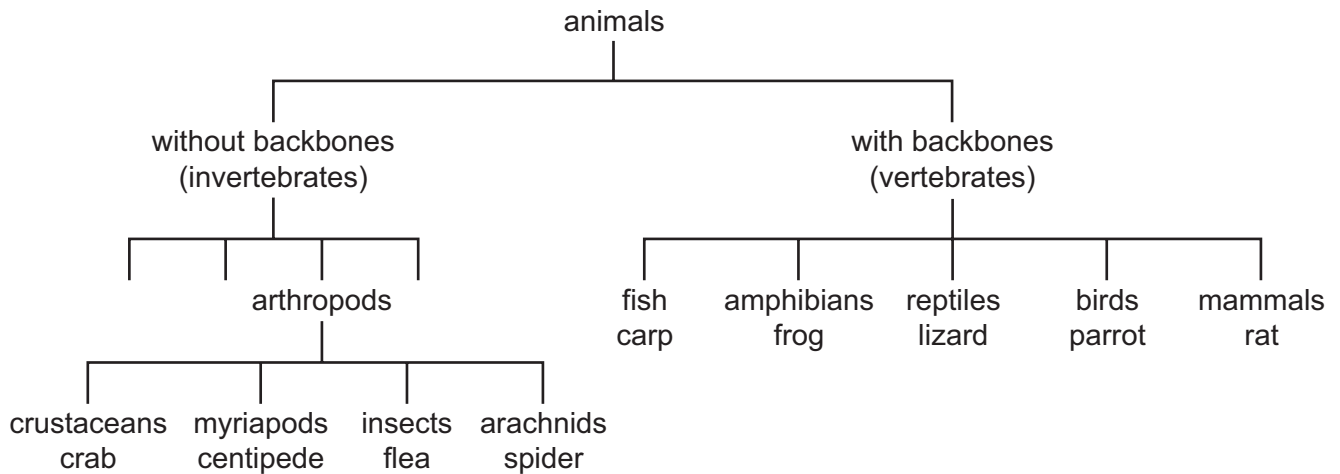 animals
without backbones
(invertebrates)
with backbones
(vertebrates)
arthropods
fish
carp
amphibians
frog
reptiles
lizard
birds
parrot
mammals
rat
crustaceans
crab
myriapods
centipede
insects
flea
arachnids
spider